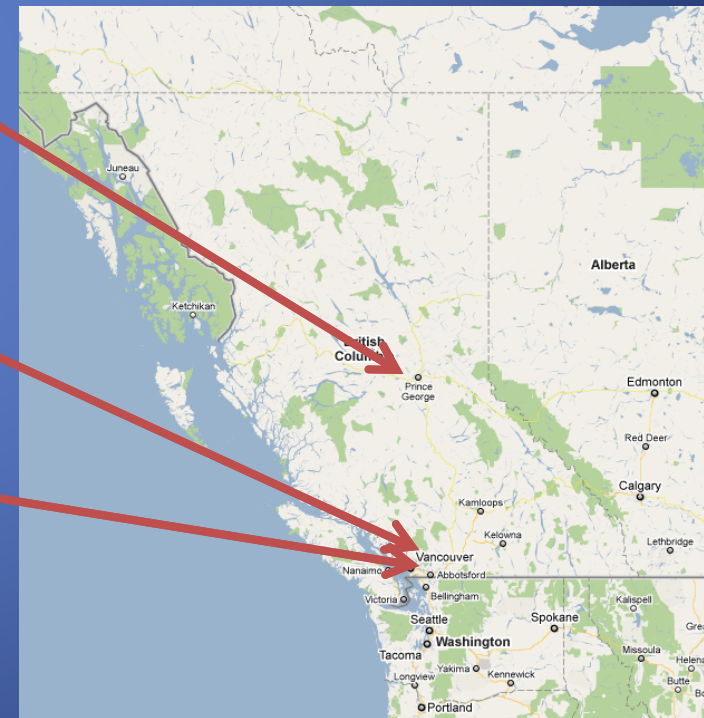 Juneau
Alberta
Ketchikan
British
Columbia
Prince
George
Edmonton
Red Deer
Calgary
Kamloops
Kelowna
Lethbridge
Vancouver
Nanaimo
Abbotsford
Victoria
Bellingham
Kalispell
Seattle
Spokane
Washington
Tacoma
Missoula
Yakima
Helena
Longview
Kennewick
Butte
Portland